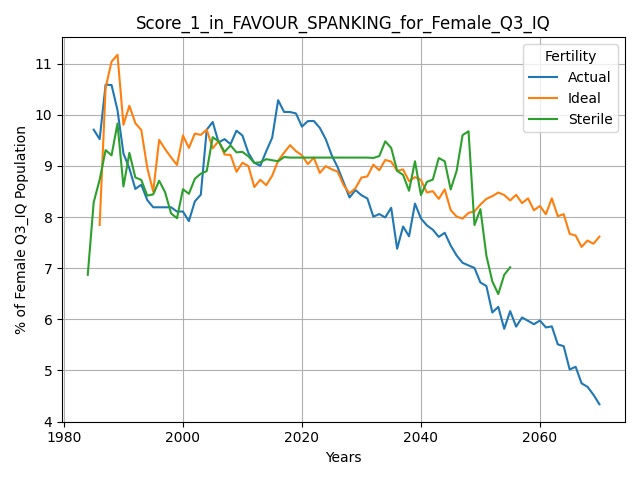 Score_1_in_FAVOUR_SPANKING_for_Female_Q3_IQ
Fertility
Actual
Ideal
Sterile
% of Female Q3_IQ Population
11
10
9
8
7
6
5
4
1980
2000
2020
2040
2060
Years